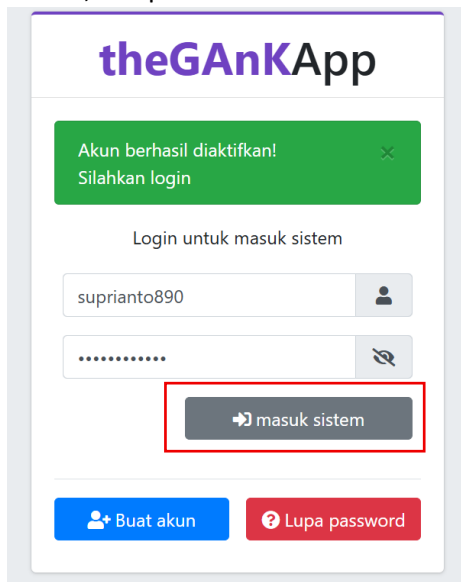 theGAnKApp
Akun berhasil diaktifkan!
×
Silahkan login
Login untuk masuk sistem
suprianto890
••••••••••••
masuk sistem
Buat akun
Lupa password